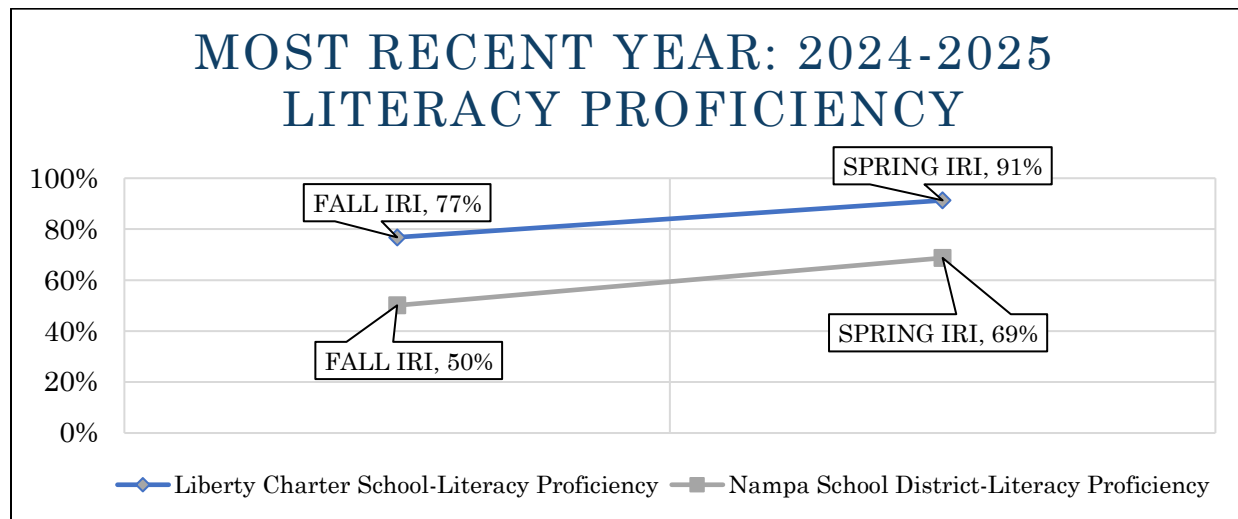 MOST RECENT YEAR: 2024-2025
LITERACY PROFICIENCY
100%
80%
60%
40%
20%
0%
FALL IRI, 77%
SPRING IRI, 91%
FALL IRI, 50%
SPRING IRI, 69%
Liberty Charter School-Literacy Proficiency
Nampa School District-Literacy Proficiency